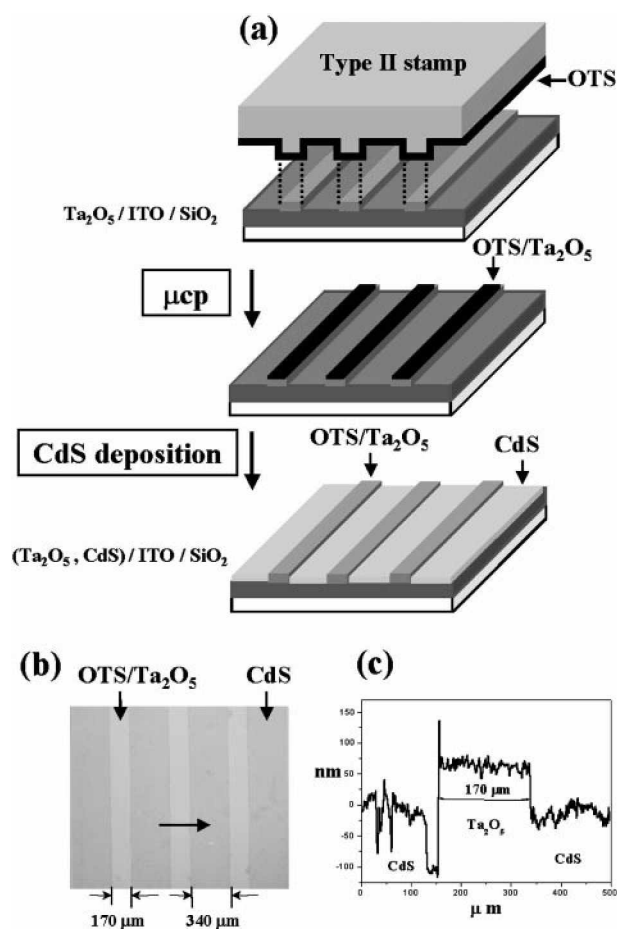 (a)
Type II stamp
OTS
Ta₂O₅ / ITO / SiO₂
OTS/Ta₂O₅
μcp
OTS/Ta₂O₅
CdS
CdS deposition
(Ta₂O₅ , CdS) / ITO / SiO₂
(b)
OTS/Ta₂O₅
CdS
170 μm
340 μm
(c)
nm
150
100
50
0
-50
-100
170 μm
Ta₂O₅
CdS
CdS
0
100
200
300
400
500
μ m